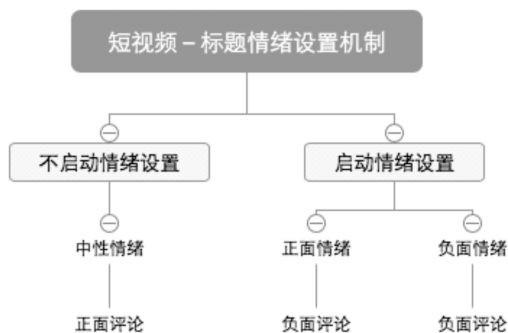 短视频 – 标题情绪设置机制
不启动情绪设置
启动情绪设置
中性情绪
正面情绪
负面情绪
正面评论
负面评论
负面评论